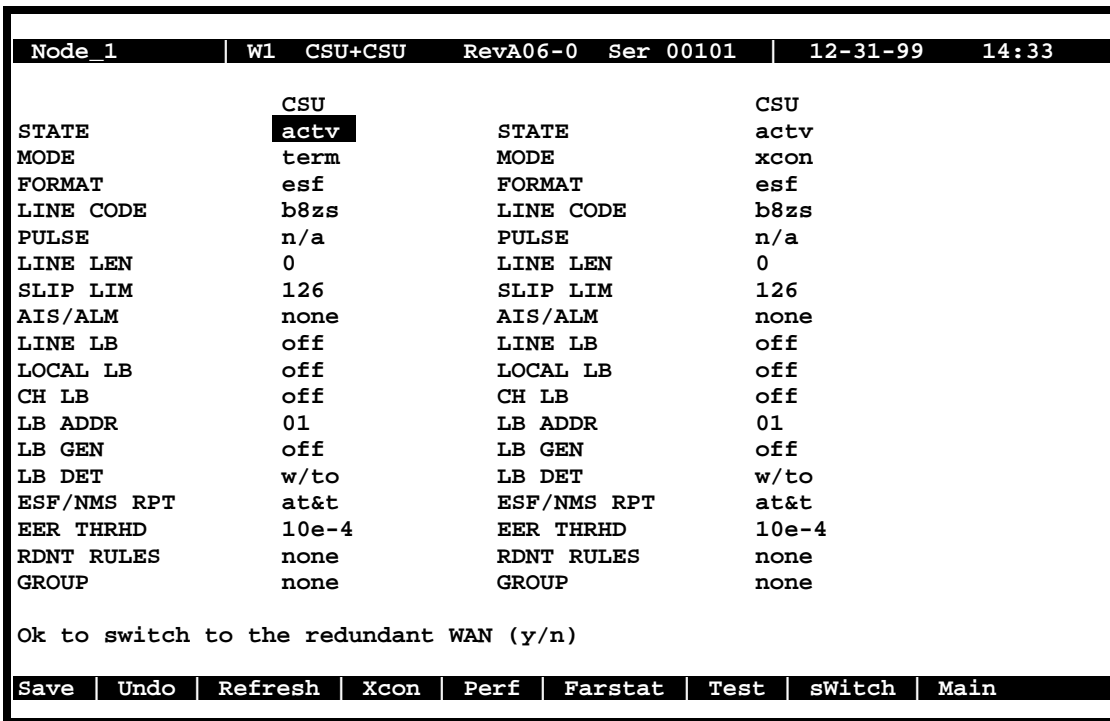 Node_1 | W1 CSU+CSU RevA06-0 Ser 00101 | 12-31-99 14:33
CSU CSU
STATE actv STATE actv
MODE term MODE xcon
FORMAT esf FORMAT esf
LINE CODE b8zs LINE CODE b8zs
PULSE n/a PULSE n/a
LINE LEN 0 LINE LEN 0
SLIP LIM 126 SLIP LIM 126
AIS/ALM none AIS/ALM none
LINE LB off LINE LB off
LOCAL LB off LOCAL LB off
CH LB off CH LB off
LB ADDR 01 LB ADDR 01
LB GEN off LB GEN off
LB DET w/to LB DET w/to
ESF/NMS RPT at&t ESF/NMS RPT at&t
EER THRHD 10e-4 EER THRHD 10e-4
RDNT RULES none RDNT RULES none
GROUP none GROUP none
Ok to switch to the redundant WAN (y/n)
Save | Undo | Refresh | Xcon | Perf | Farstat | Test | sWitch | Main